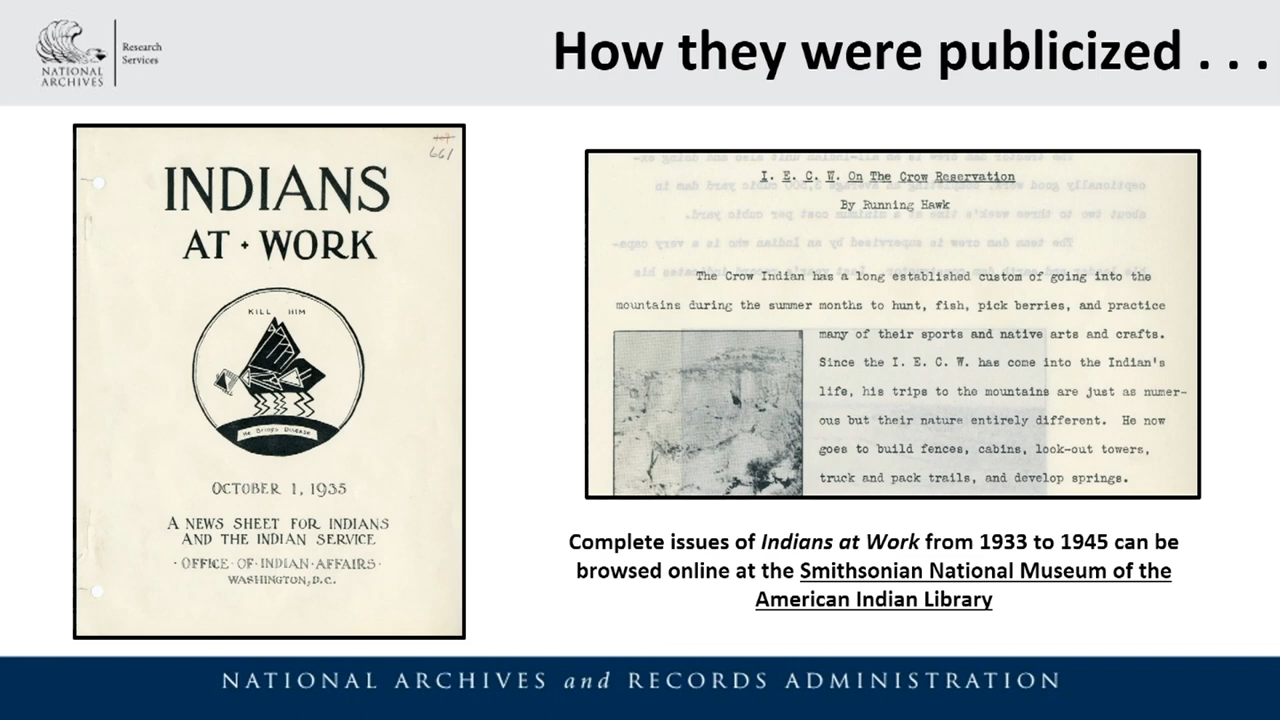 NATIONAL
ARCHIVES
Research
Services
How they were publicized . . .
661
INDIANS
AT · WORK
KILL HIM
He Brings Disease
OCTOBER 1, 1935
A NEWS SHEET FOR INDIANS
AND THE INDIAN SERVICE
· OFFICE · OF · INDIAN · AFFAIRS ·
WASHINGTON, D.C.
I. E. C. W. On The Crow Reservation
By Running Hawk
The Crow Indian has a long established custom of going into the
mountains during the summer months to hunt, fish, pick berries, and practice
many of their sports and native arts and crafts.
Since the I. E. C. W. has come into the Indian's
life, his trips to the mountains are just as numer-
ous but their nature entirely different. He now
goes to build fences, cabins, look-out towers,
truck and pack trails, and develop springs.
Complete issues of Indians at Work from 1933 to 1945 can be
browsed online at the Smithsonian National Museum of the
American Indian Library
NATIONAL ARCHIVES and RECORDS ADMINISTRATION